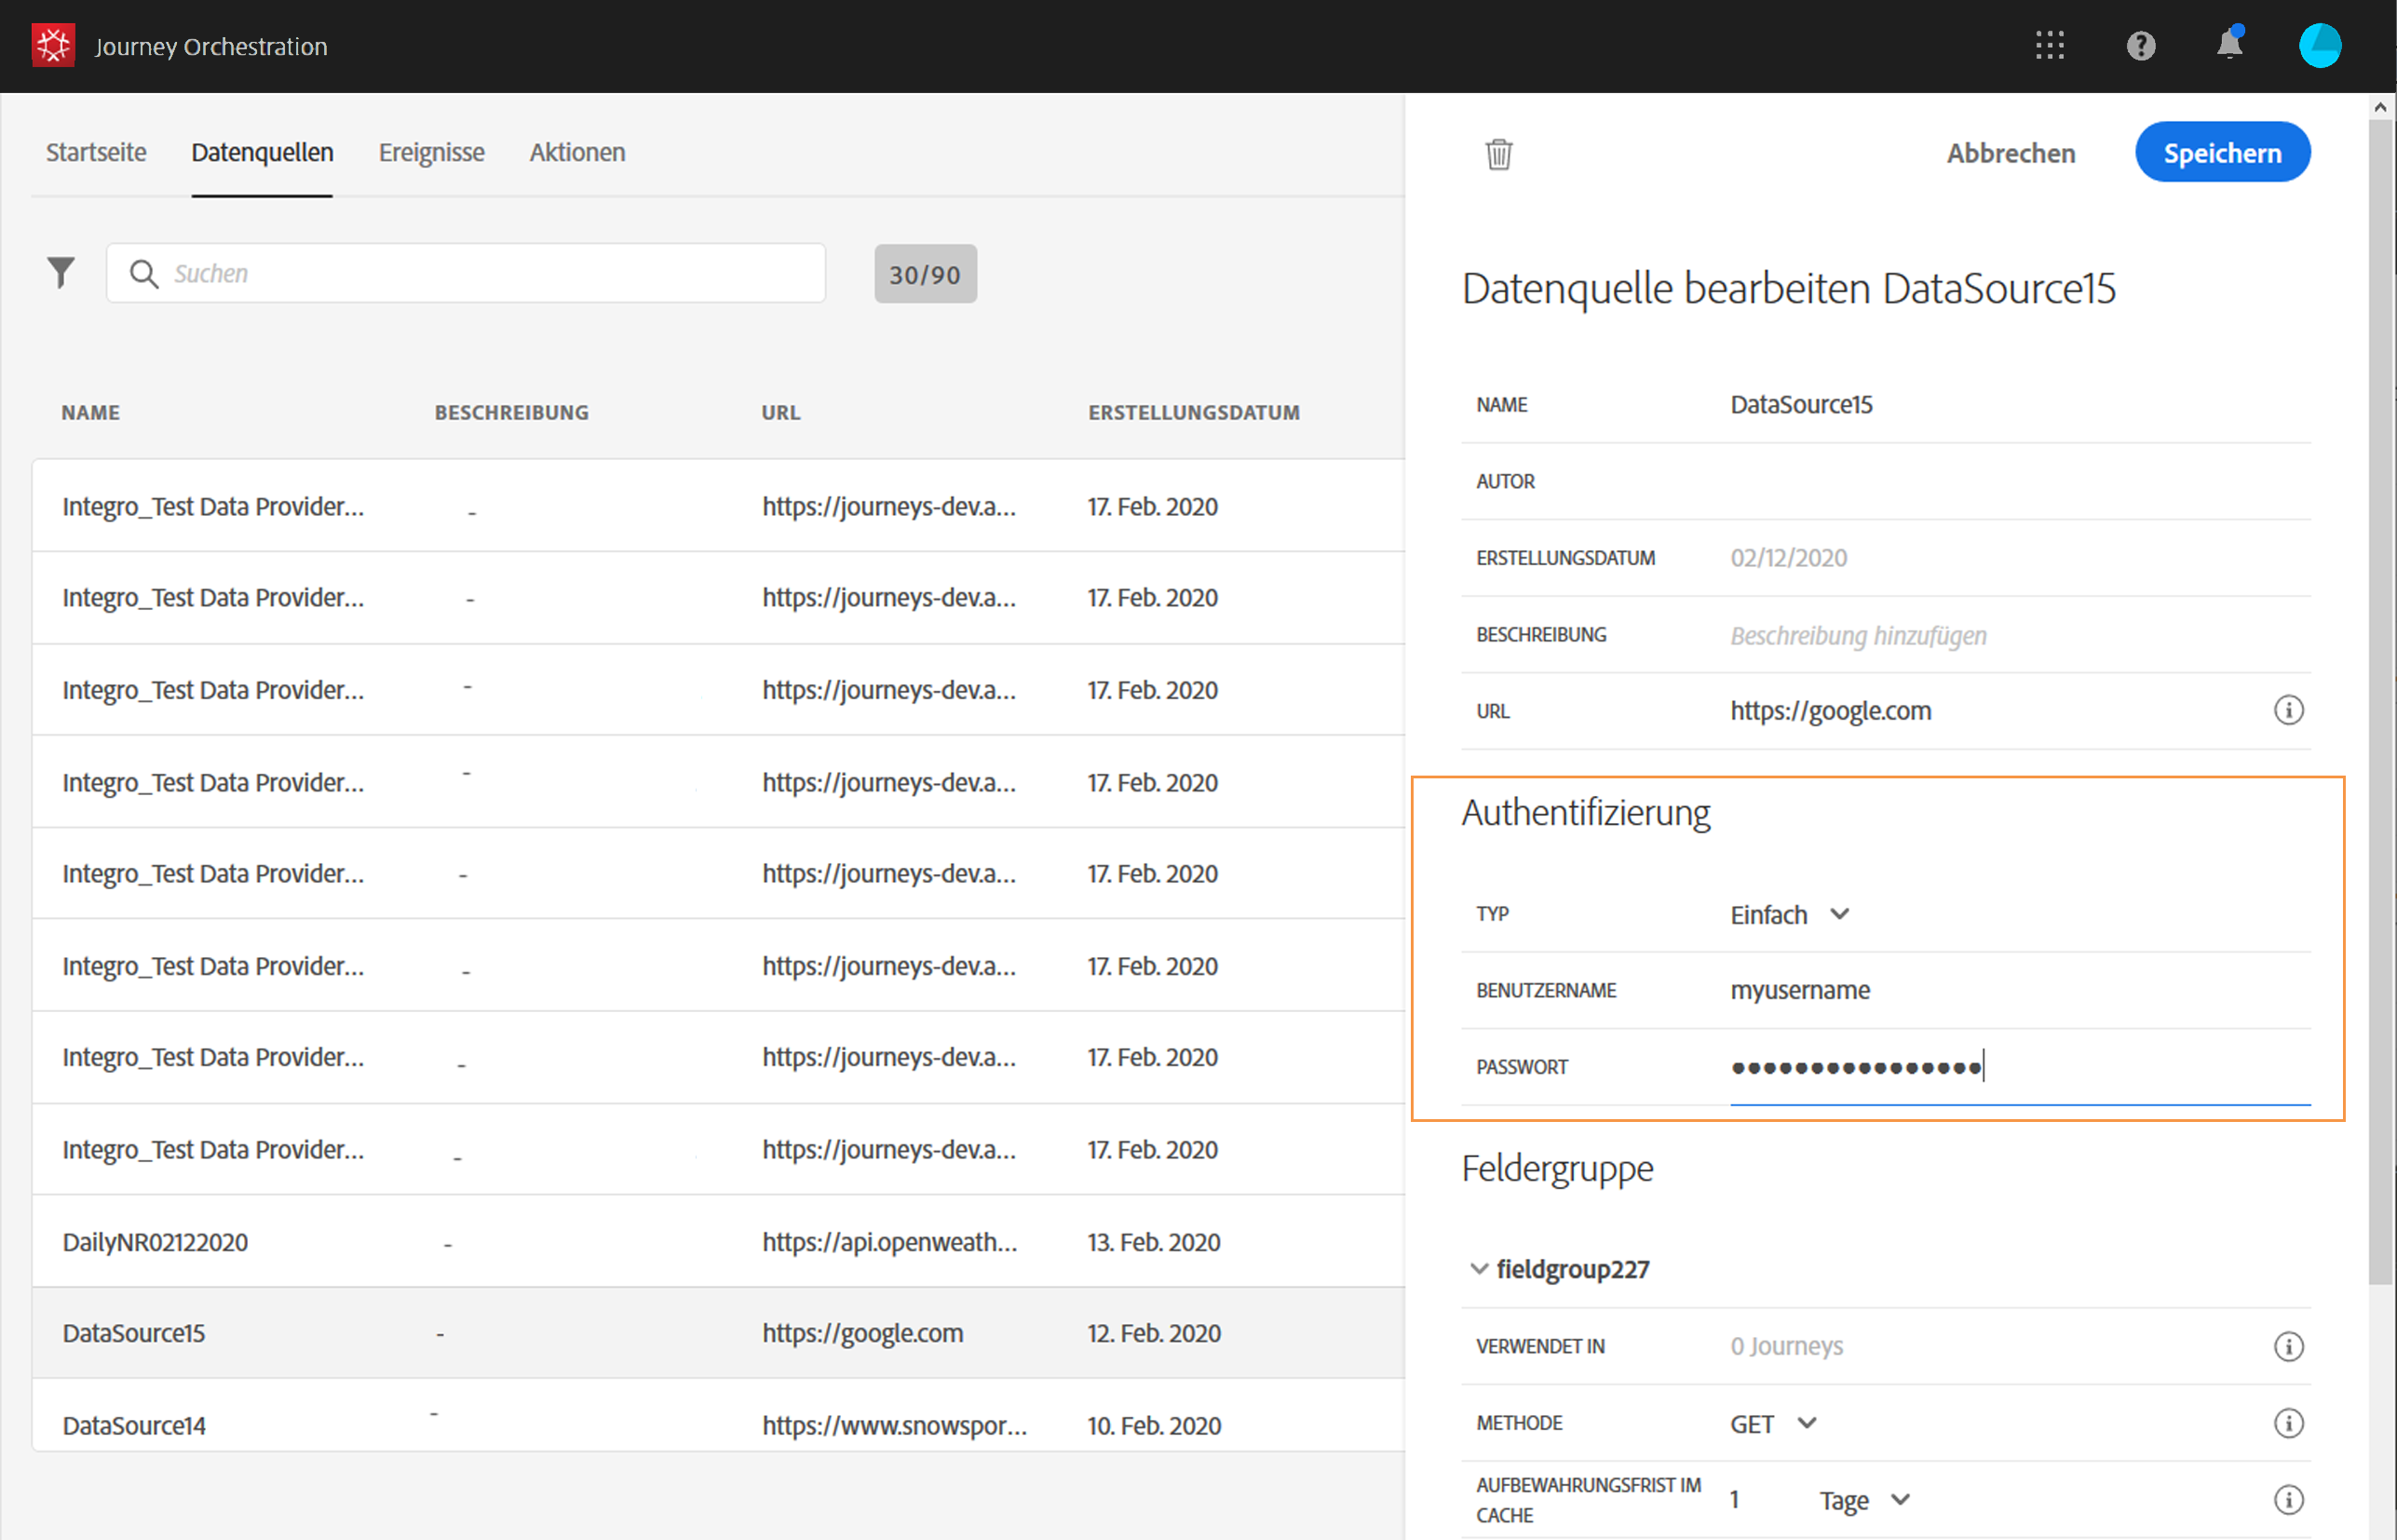 Journey Orchestration
Startseite Datenquellen Ereignisse Aktionen
Suchen 30/90
NAME BESCHREIBUNG URL ERSTELLUNGSDATUM
Integro_Test Data Provider... - https://journeys-dev.a... 17. Feb. 2020
Integro_Test Data Provider... - https://journeys-dev.a... 17. Feb. 2020
Integro_Test Data Provider... - https://journeys-dev.a... 17. Feb. 2020
Integro_Test Data Provider... - https://journeys-dev.a... 17. Feb. 2020
Integro_Test Data Provider... - https://journeys-dev.a... 17. Feb. 2020
Integro_Test Data Provider... - https://journeys-dev.a... 17. Feb. 2020
Integro_Test Data Provider... - https://journeys-dev.a... 17. Feb. 2020
Integro_Test Data Provider... - https://journeys-dev.a... 17. Feb. 2020
DailyNR02122020 - https://api.openweath... 13. Feb. 2020
DataSource15 - https://google.com 12. Feb. 2020
DataSource14 - https://www.snowspor... 10. Feb. 2020
Abbrechen Speichern
Datenquelle bearbeiten DataSource15
NAME DataSource15
AUTOR
ERSTELLUNGSDATUM 02/12/2020
BESCHREIBUNG Beschreibung hinzufügen
URL https://google.com
Authentifizierung
TYP Einfach
BENUTZERNAME myusername
PASSWORT ••••••••••••••••
Feldergruppe
fieldgroup227
VERWENDET IN 0 Journeys
METHODE GET
AUFBEWAHRUNGSFRIST IM
CACHE 1 Tage